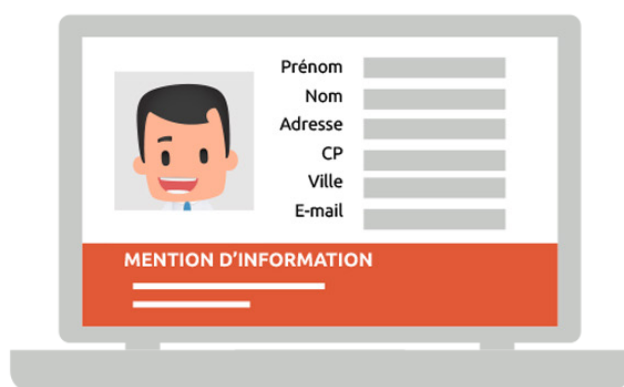 Prénom
Nom
Adresse
CP
Ville
E-mail
MENTION D'INFORMATION